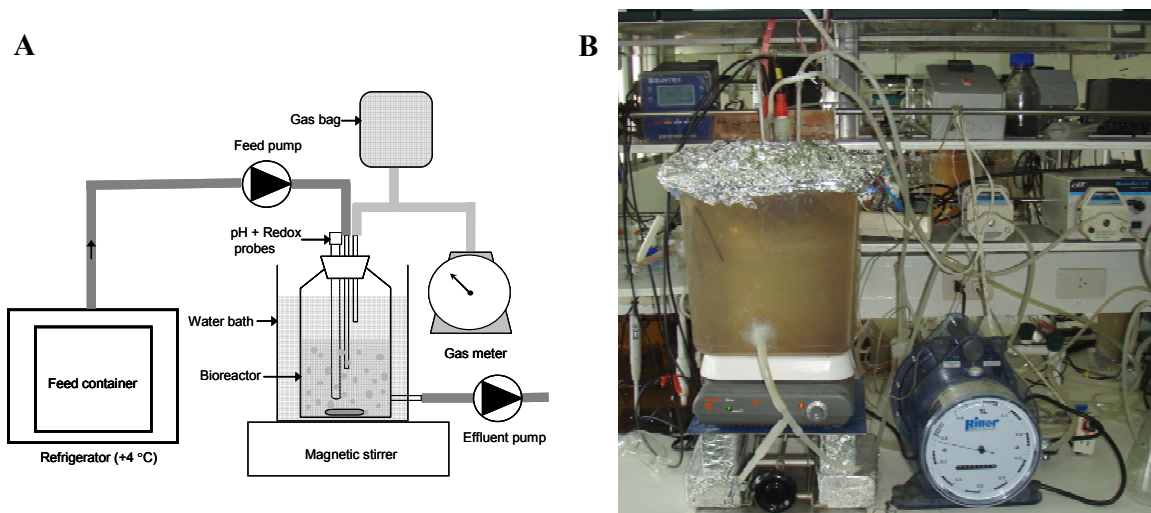 A
B
Gas bag
Feed pump
pH + Redox
probes
Water bath
Bioreactor
Gas meter
Feed container
Effluent pump
Refrigerator (+4 °C)
Magnetic stirrer
SUNTEX
Ritter